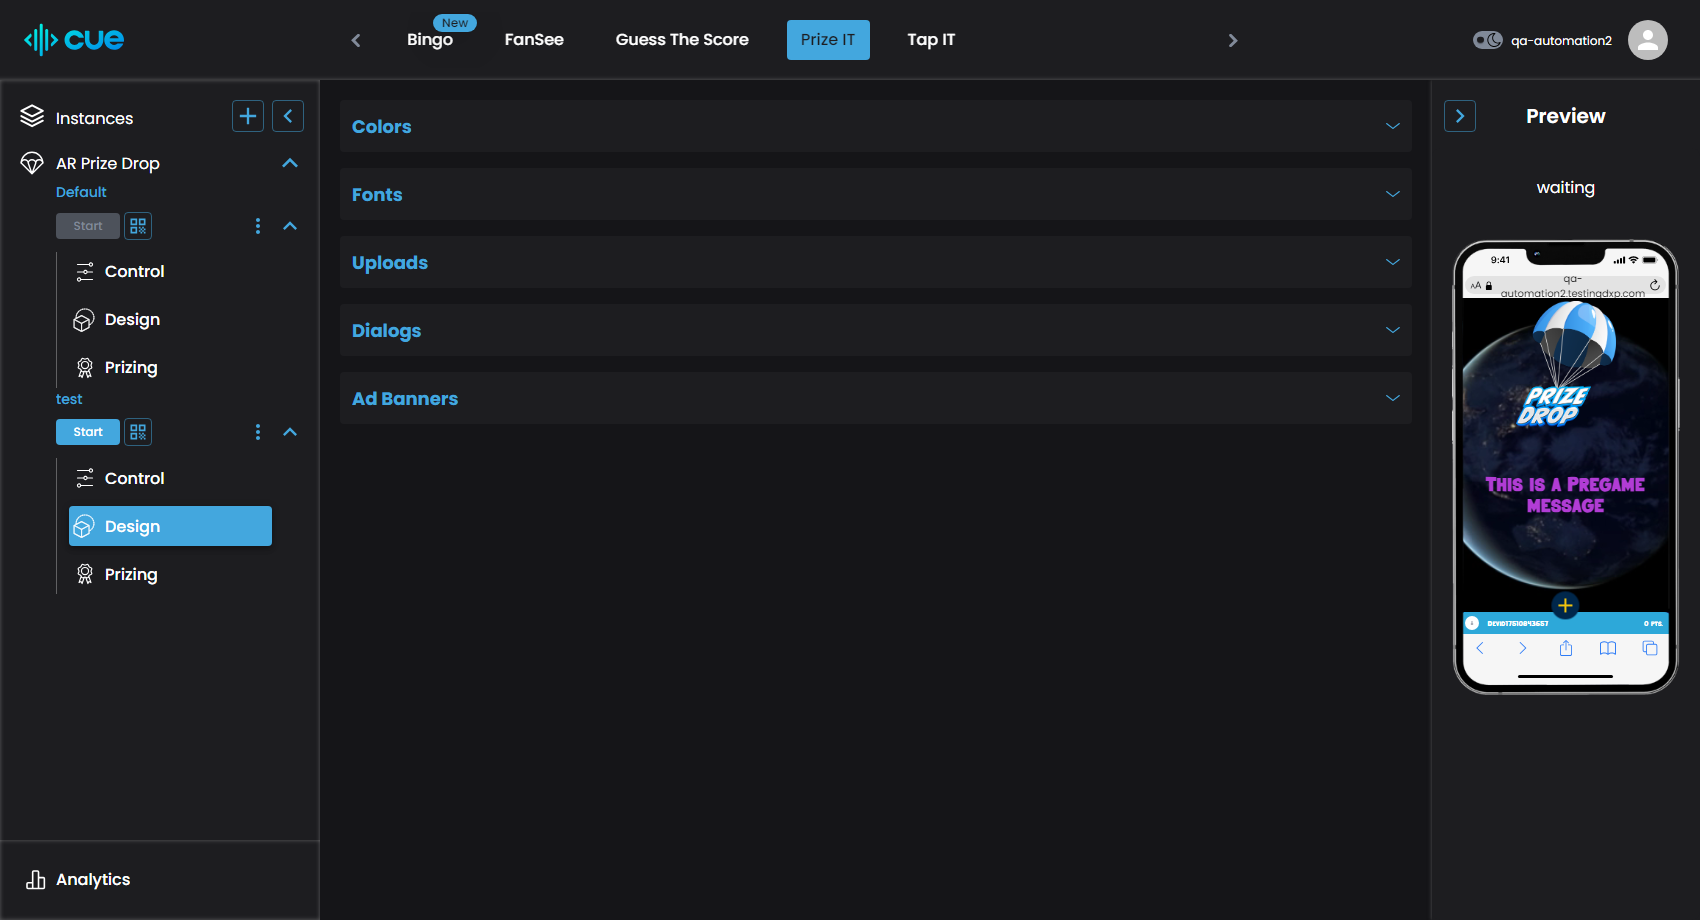 cue
New
Bingo
FanSee
Guess The Score
Prize IT
Tap IT
qa-automation2
Instances
AR Prize Drop
Default
Start
Control
Design
Prizing
test
Start
Control
Design
Prizing
Analytics
Colors
Fonts
Uploads
Dialogs
Ad Banners
Preview
waiting
9:41
AA
qa-
automation2.testingdxp.com
PRIZE
DROP
THIS IS A PREGAME
MESSAGE
0 PTS.